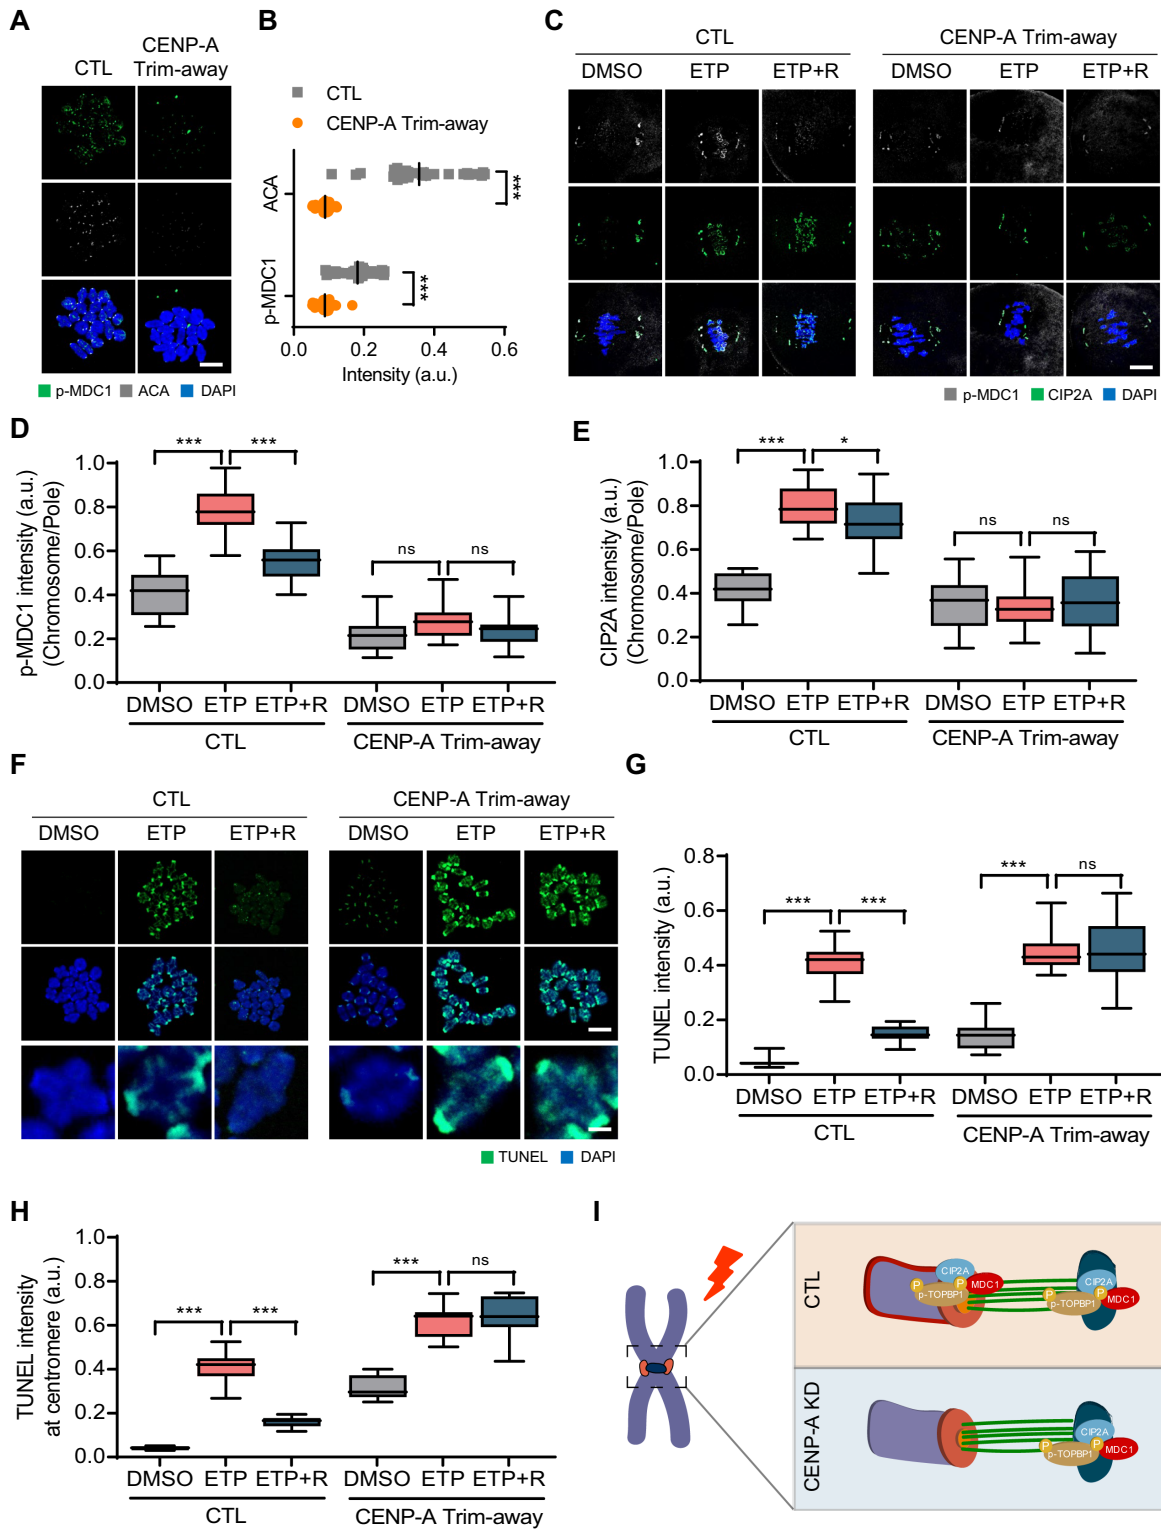 A
CTL
CENP-A
Trim-away
p-MDC1 ACA DAPI
B
CTL
CENP-A Trim-away
ACA
***
p-MDC1
***
0.0 0.2 0.4 0.6
Intensity (a.u.)
C
CTL CENP-A Trim-away
DMSO ETP ETP+R DMSO ETP ETP+R
p-MDC1 CIP2A DAPI
D
p-MDC1 intensity (a.u.)
(Chromosome/Pole)
1.0
0.8
0.6
0.4
0.2
0.0
*** ***
ns ns
DMSO ETP ETP+R DMSO ETP ETP+R
CTL CENP-A Trim-away
E
CIP2A intensity (a.u.)
(Chromosome/Pole)
1.0
0.8
0.6
0.4
0.2
0.0
*** *
ns ns
DMSO ETP ETP+R DMSO ETP ETP+R
CTL CENP-A Trim-away
F
CTL CENP-A Trim-away
DMSO ETP ETP+R DMSO ETP ETP+R
TUNEL DAPI
G
TUNEL intensity (a.u.)
0.8
0.6
0.4
0.2
0.0
*** ***
*** ns
DMSO ETP ETP+R DMSO ETP ETP+R
CTL CENP-A Trim-away
H
TUNEL intensity
at centromere (a.u.)
1.0
0.8
0.6
0.4
0.2
0.0
*** ***
*** ns
DMSO ETP ETP+R DMSO ETP ETP+R
CTL CENP-A Trim-away
I
CTL
CIP2A
P P MDC1
p-TOPBP1
CIP2A
P P MDC1
p-TOPBP1
CENP-A KD
CIP2A
P P MDC1
p-TOPBP1